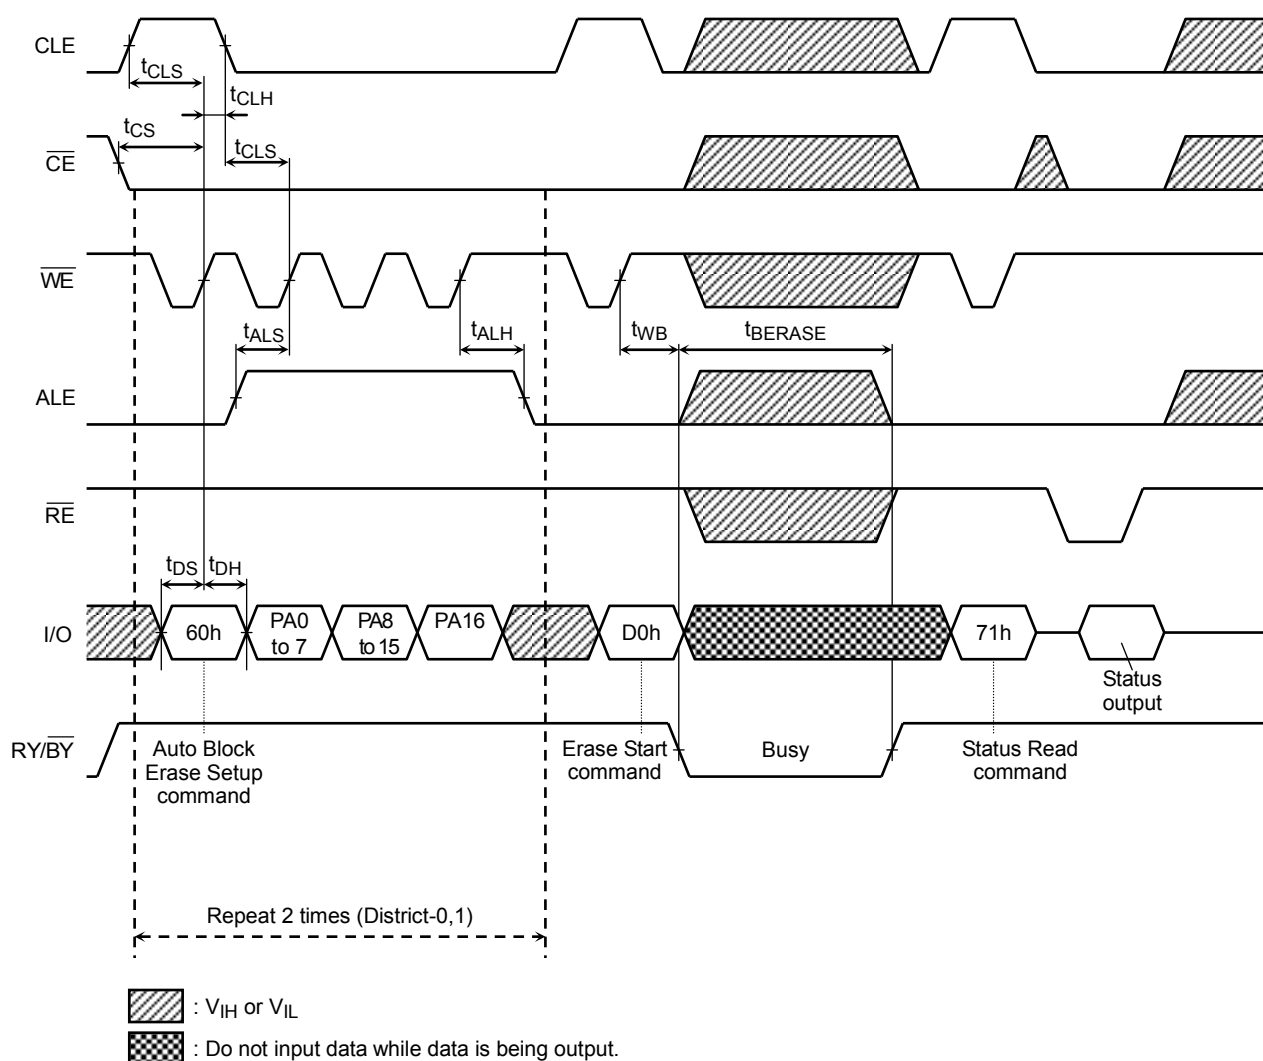 CLE
tCLS
tCLH
tCS
tCLS
CE
WE
tALS
tALH
tWB
tBERASE
ALE
RE
tDS
tDH
I/O
60h
PA0
to 7
PA8
to 15
PA16
D0h
71h
Status
output
RY/BY
Auto Block
Erase Setup
command
Erase Start
command
Busy
Status Read
command
Repeat 2 times (District-0,1)
: VIH or VIL
: Do not input data while data is being output.